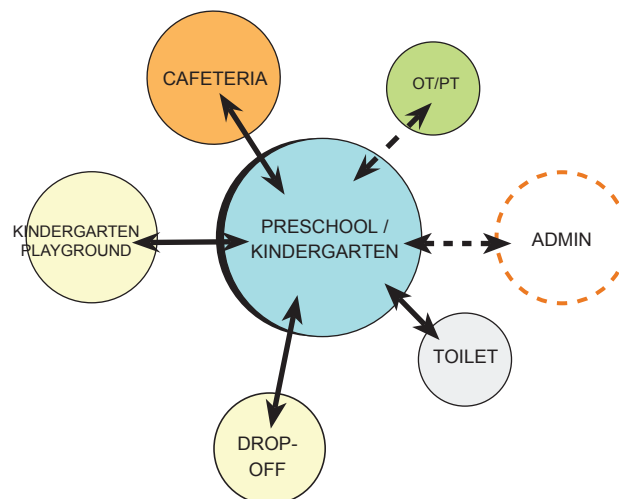 CAFETERIA
OT/PT
KINDERGARTEN
PLAYGROUND
PRESCHOOL /
KINDERGARTEN
ADMIN
TOILET
DROP-
OFF